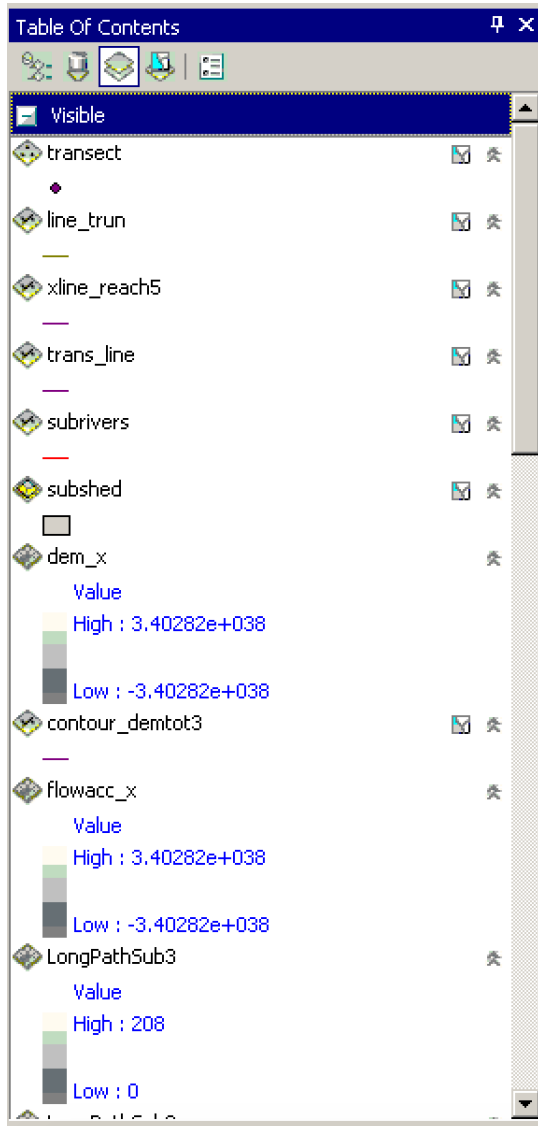 Table Of Contents
Visible
transect
line_trun
xline_reach5
trans_line
subrivers
subshed
dem_x
Value
High : 3.40282e+038
Low : -3.40282e+038
contour_demtot3
flowacc_x
Value
High : 3.40282e+038
Low : -3.40282e+038
LongPathSub3
Value
High : 208
Low : 0